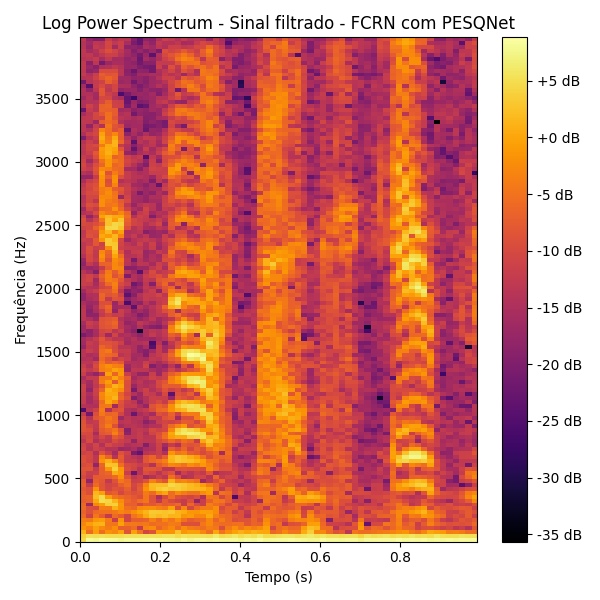 Log Power Spectrum - Sinal filtrado - FCRN com PESQNet
3500
3000
2500
2000
1500
1000
500
0
Frequência (Hz)
0.0 0.2 0.4 0.6 0.8
Tempo (s)
+5 dB
+0 dB
-5 dB
-10 dB
-15 dB
-20 dB
-25 dB
-30 dB
-35 dB